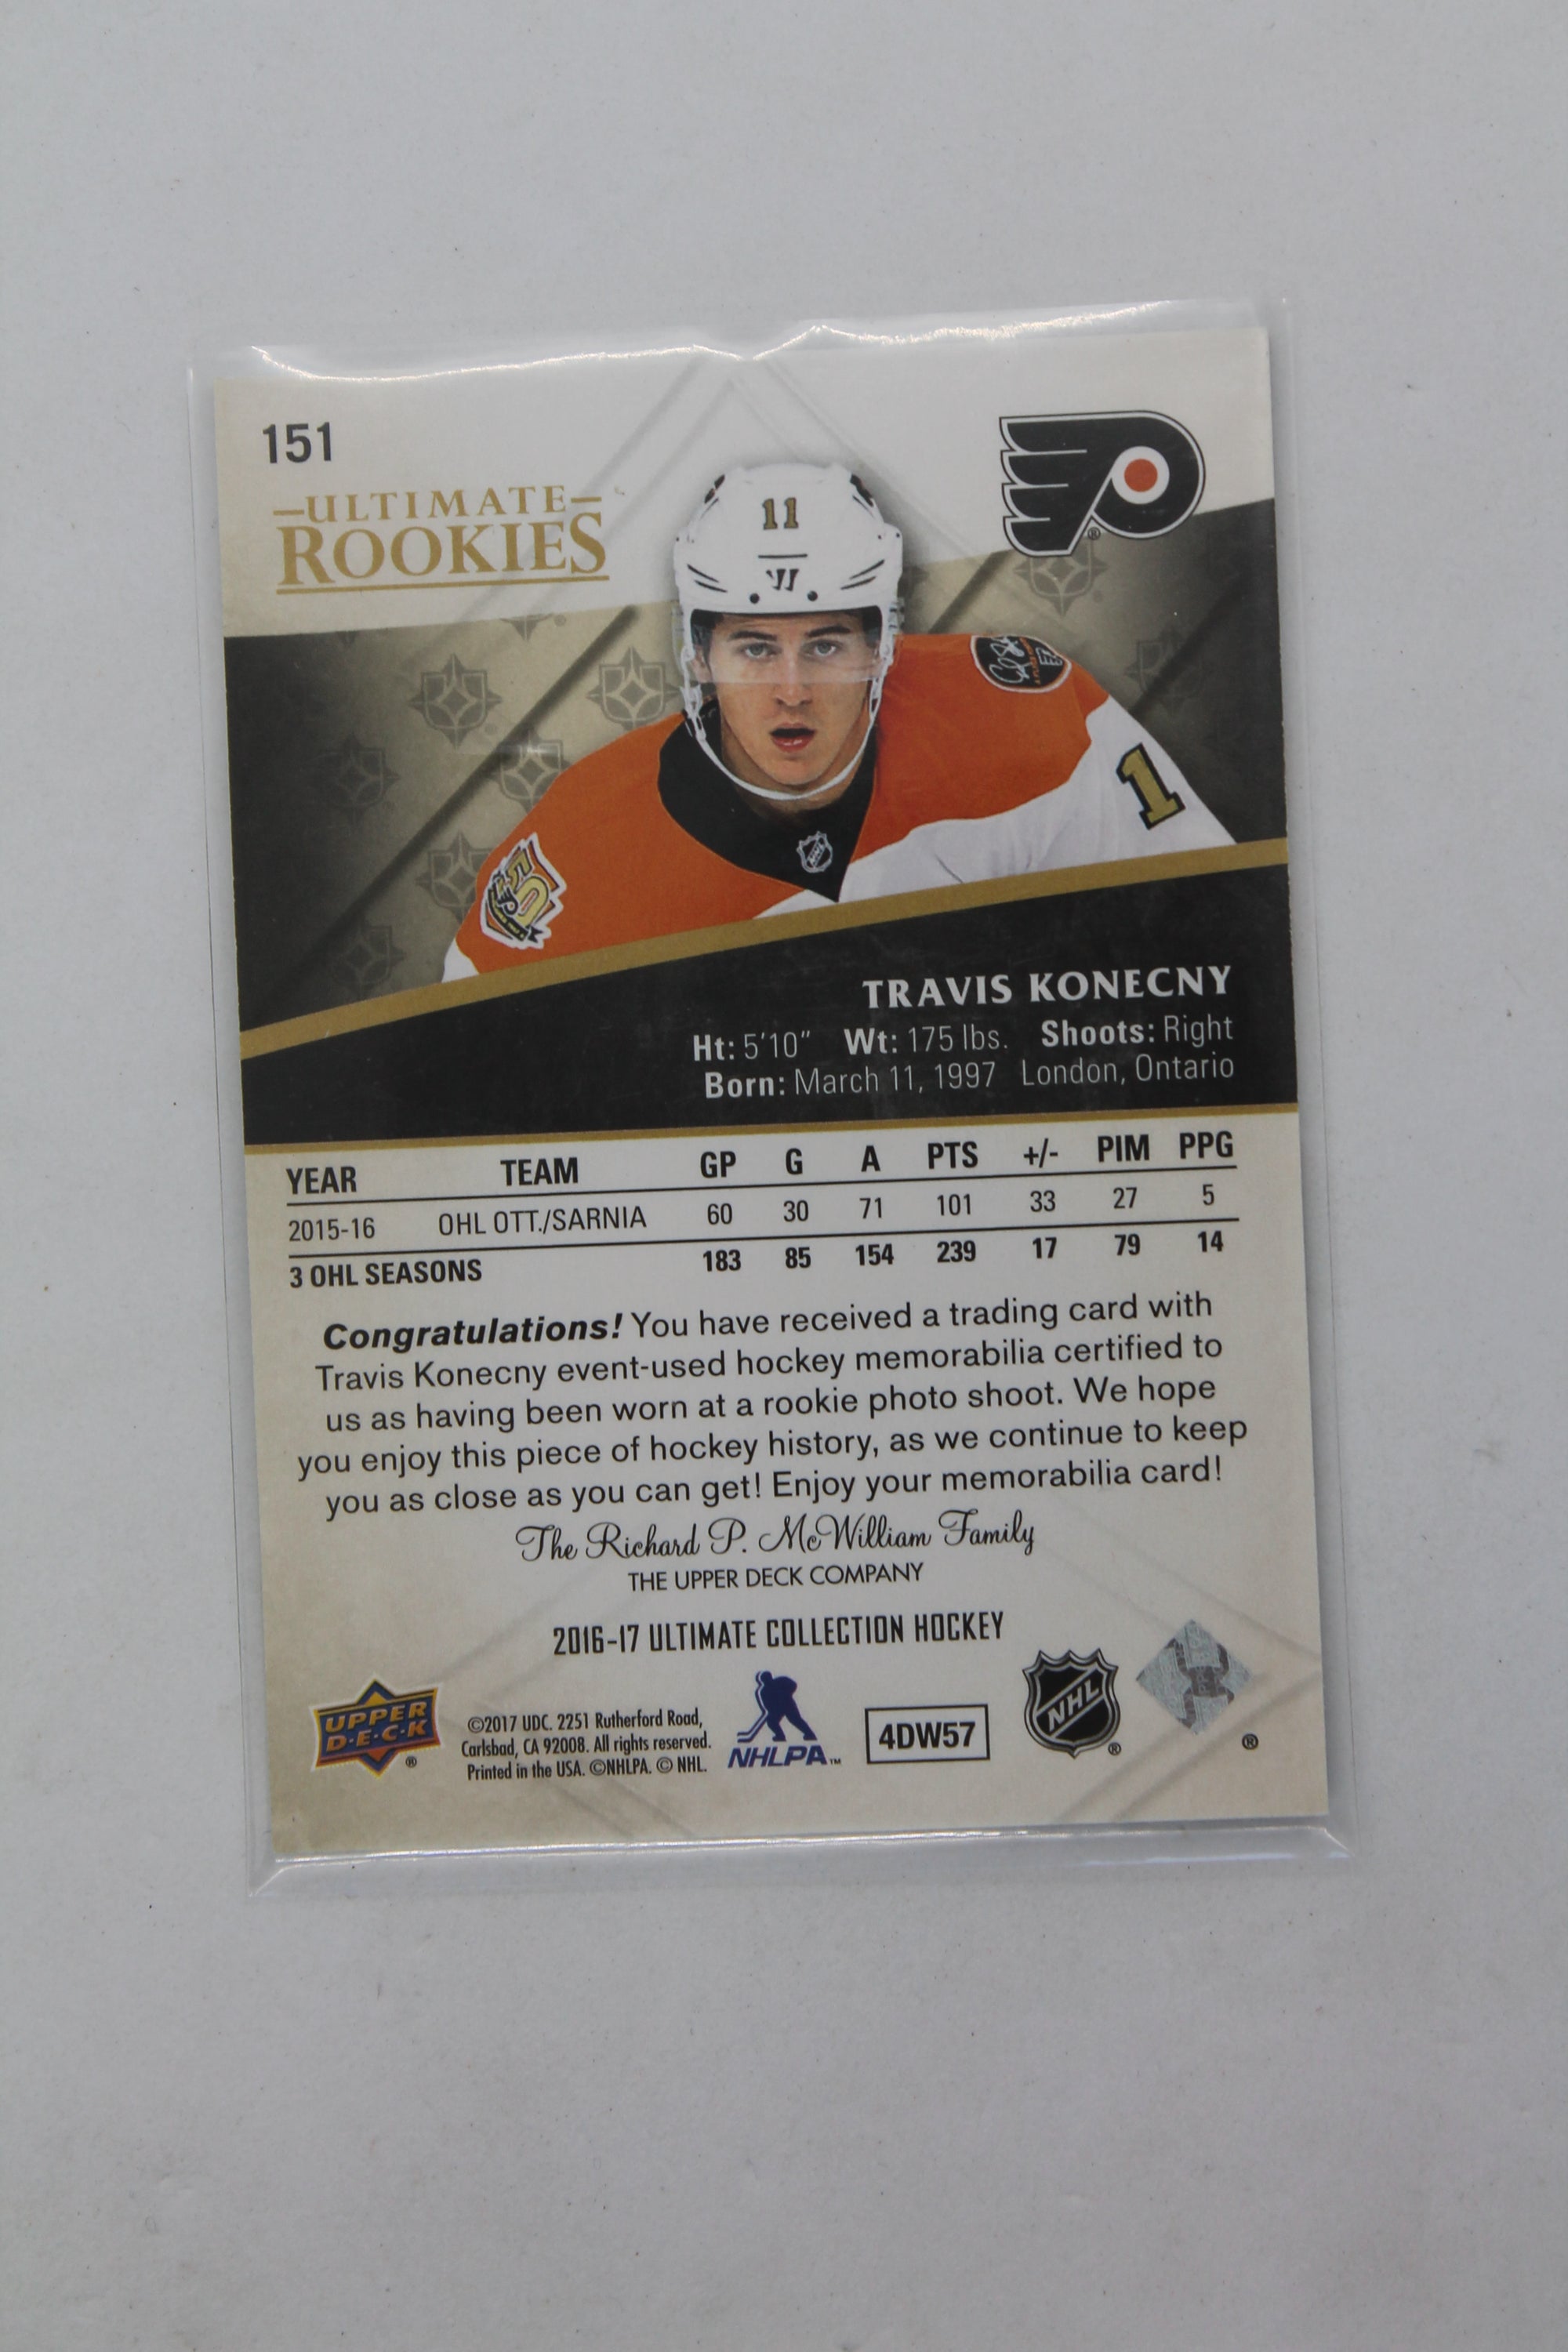 151
ULTIMATE
ROOKIES
11
1
50
NHL
TRAVIS KONECNY
Ht: 5'10" Wt: 175 lbs. Shoots: Right
Born: March 11, 1997 London, Ontario
YEAR TEAM GP G A PTS +/- PIM PPG
2015-16 OHL OTT./SARNIA 60 30 71 101 33 27 5
3 OHL SEASONS 183 85 154 239 17 79 14
Congratulations! You have received a trading card with
Travis Konecny event-used hockey memorabilia certified to
us as having been worn at a rookie photo shoot. We hope
you enjoy this piece of hockey history, as we continue to keep
you as close as you can get! Enjoy your memorabilia card!
The Richard P. McWilliam Family
THE UPPER DECK COMPANY
2016-17 ULTIMATE COLLECTION HOCKEY
UPPER
D·E·C·K
®
©2017 UDC. 2251 Rutherford Road,
Carlsbad, CA 92008. All rights reserved.
Printed in the USA. ©NHLPA. © NHL.
NHLPA™
4DW57
NHL
®
®